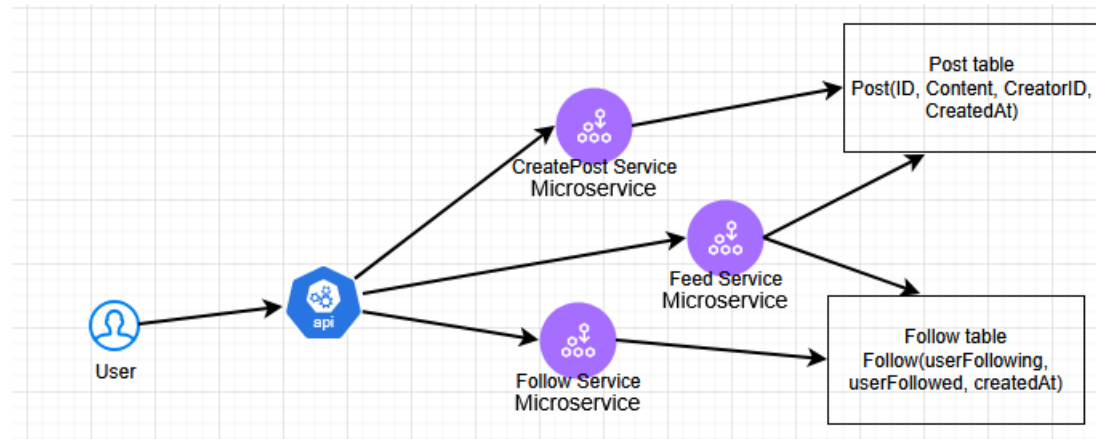 Post table
Post(ID, Content, CreatorID,
CreatedAt)
CreatePost Service
Microservice
Feed Service
Microservice
api
User
Follow Service
Microservice
Follow table
Follow(userFollowing,
userFollowed, createdAt)